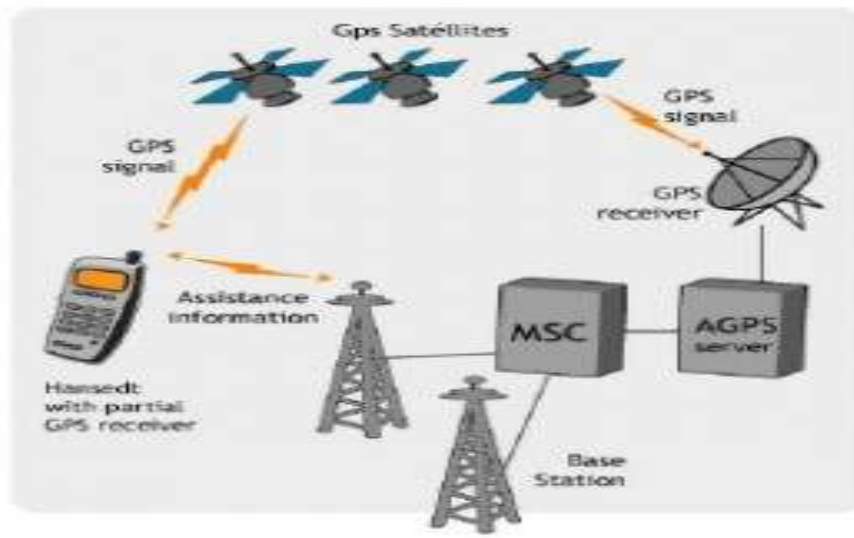 Gps Satéllites
GPS
signal
GPS
signal
GPS
receiver
Assistance
information
MSC
AGPS
server
Hansedt
with partial
GPS receiver
Base
Station